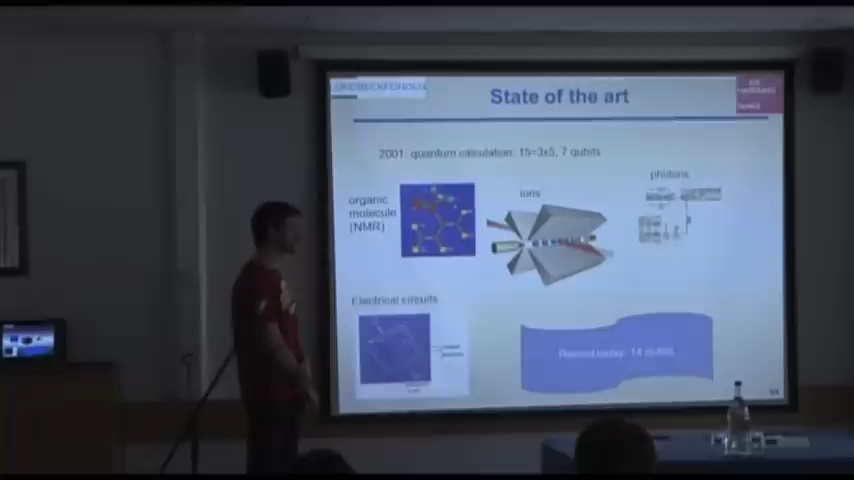 State of the art
2001: quantum calculation: 15=3x5, 7 qubits
photons
ions
organic
molecule
(NMR)
Electrical circuits
Record today: 14 qubits